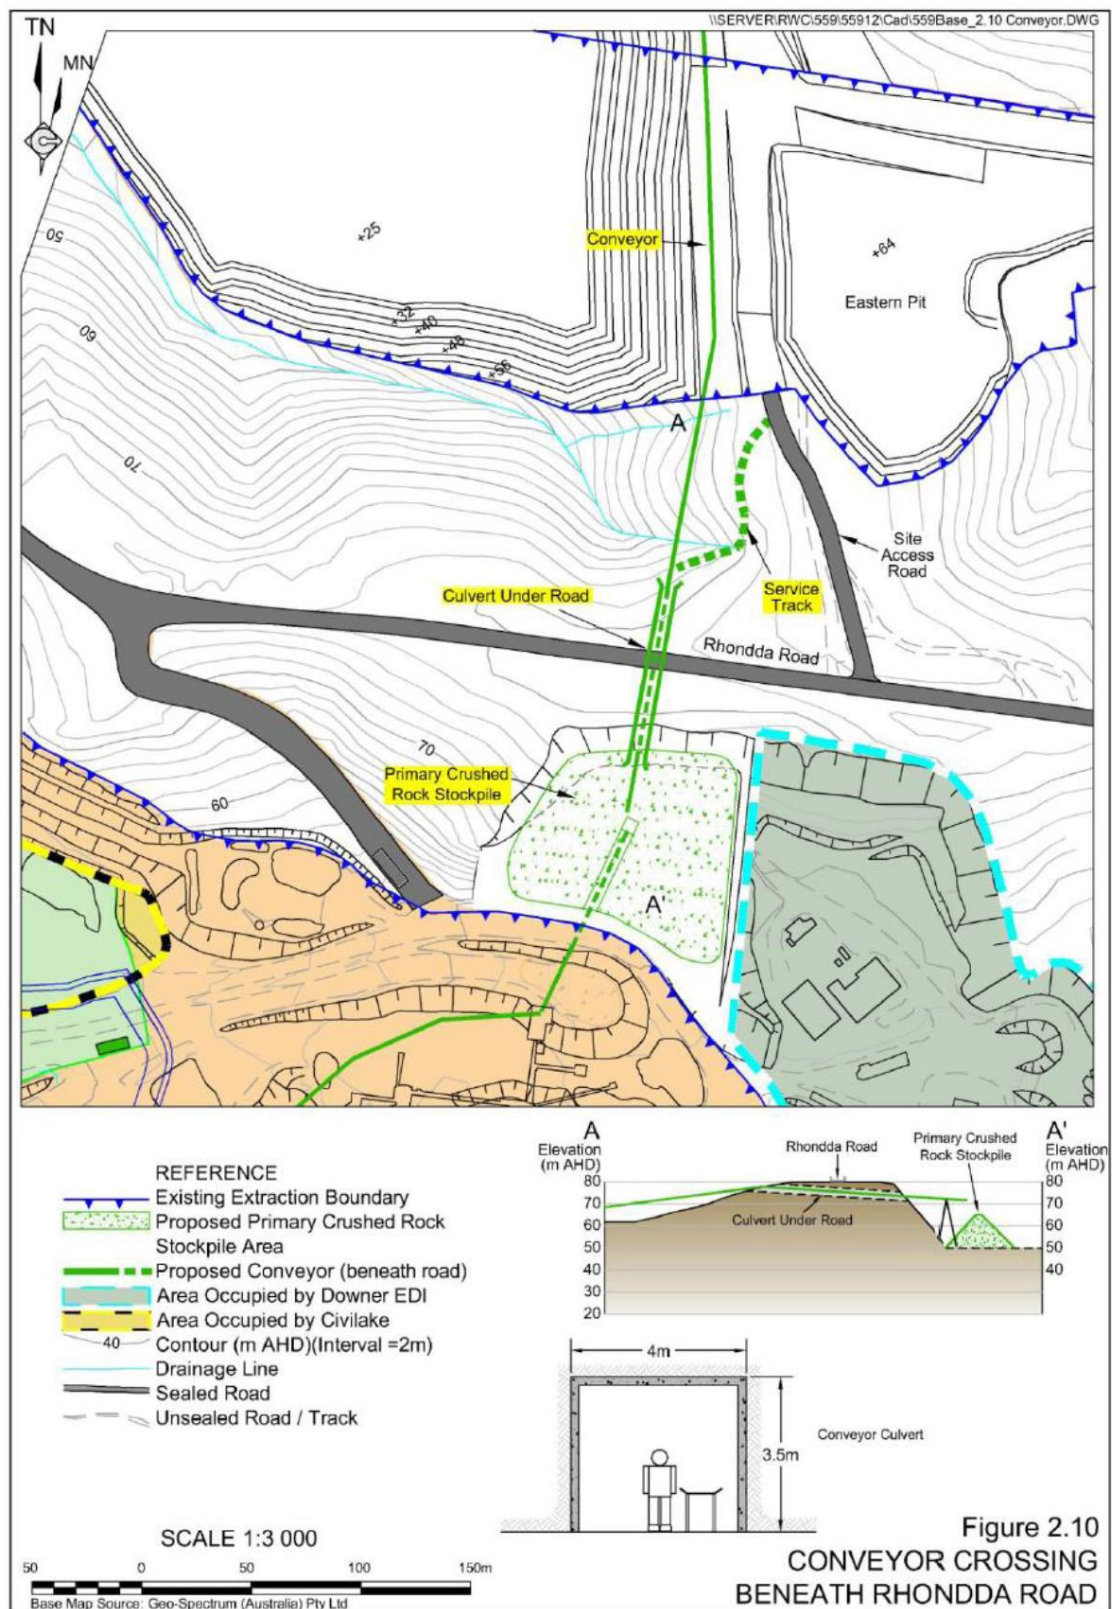 \\SERVER\RWC\559\55912\Cad\559Base_2.10 Conveyor.DWG
TN
MN
50
+25
Conveyor
+64
Eastern Pit
60
+32
+40
+48
+56
A
70
Site
Access
Road
Culvert Under Road
Service
Track
Rhondda Road
70
Primary Crushed
Rock Stockpile
60
A'
A
Elevation
(m AHD)
Rhondda Road
Primary Crushed
Rock Stockpile
A'
Elevation
(m AHD)
80
70
60
50
40
30
20
Culvert Under Road
80
70
60
50
40
REFERENCE
Existing Extraction Boundary
Proposed Primary Crushed Rock
Stockpile Area
Proposed Conveyor (beneath road)
Area Occupied by Downer EDI
Area Occupied by Civilake
40
Contour (m AHD)(Interval =2m)
Drainage Line
Sealed Road
Unsealed Road / Track
4m
3.5m
Conveyor Culvert
SCALE 1:3 000
50 0 50 100 150m
Base Map Source: Geo-Spectrum (Australia) Pty Ltd
Figure 2.10
CONVEYOR CROSSING
BENEATH RHONDDA ROAD